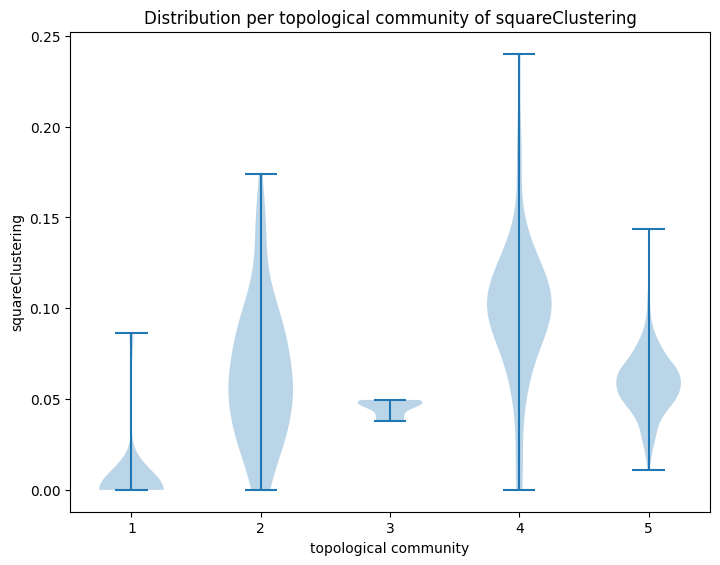 Distribution per topological community of squareClustering
squareClustering
0.25
0.20
0.15
0.10
0.05
0.00
1 2 3 4 5
topological community